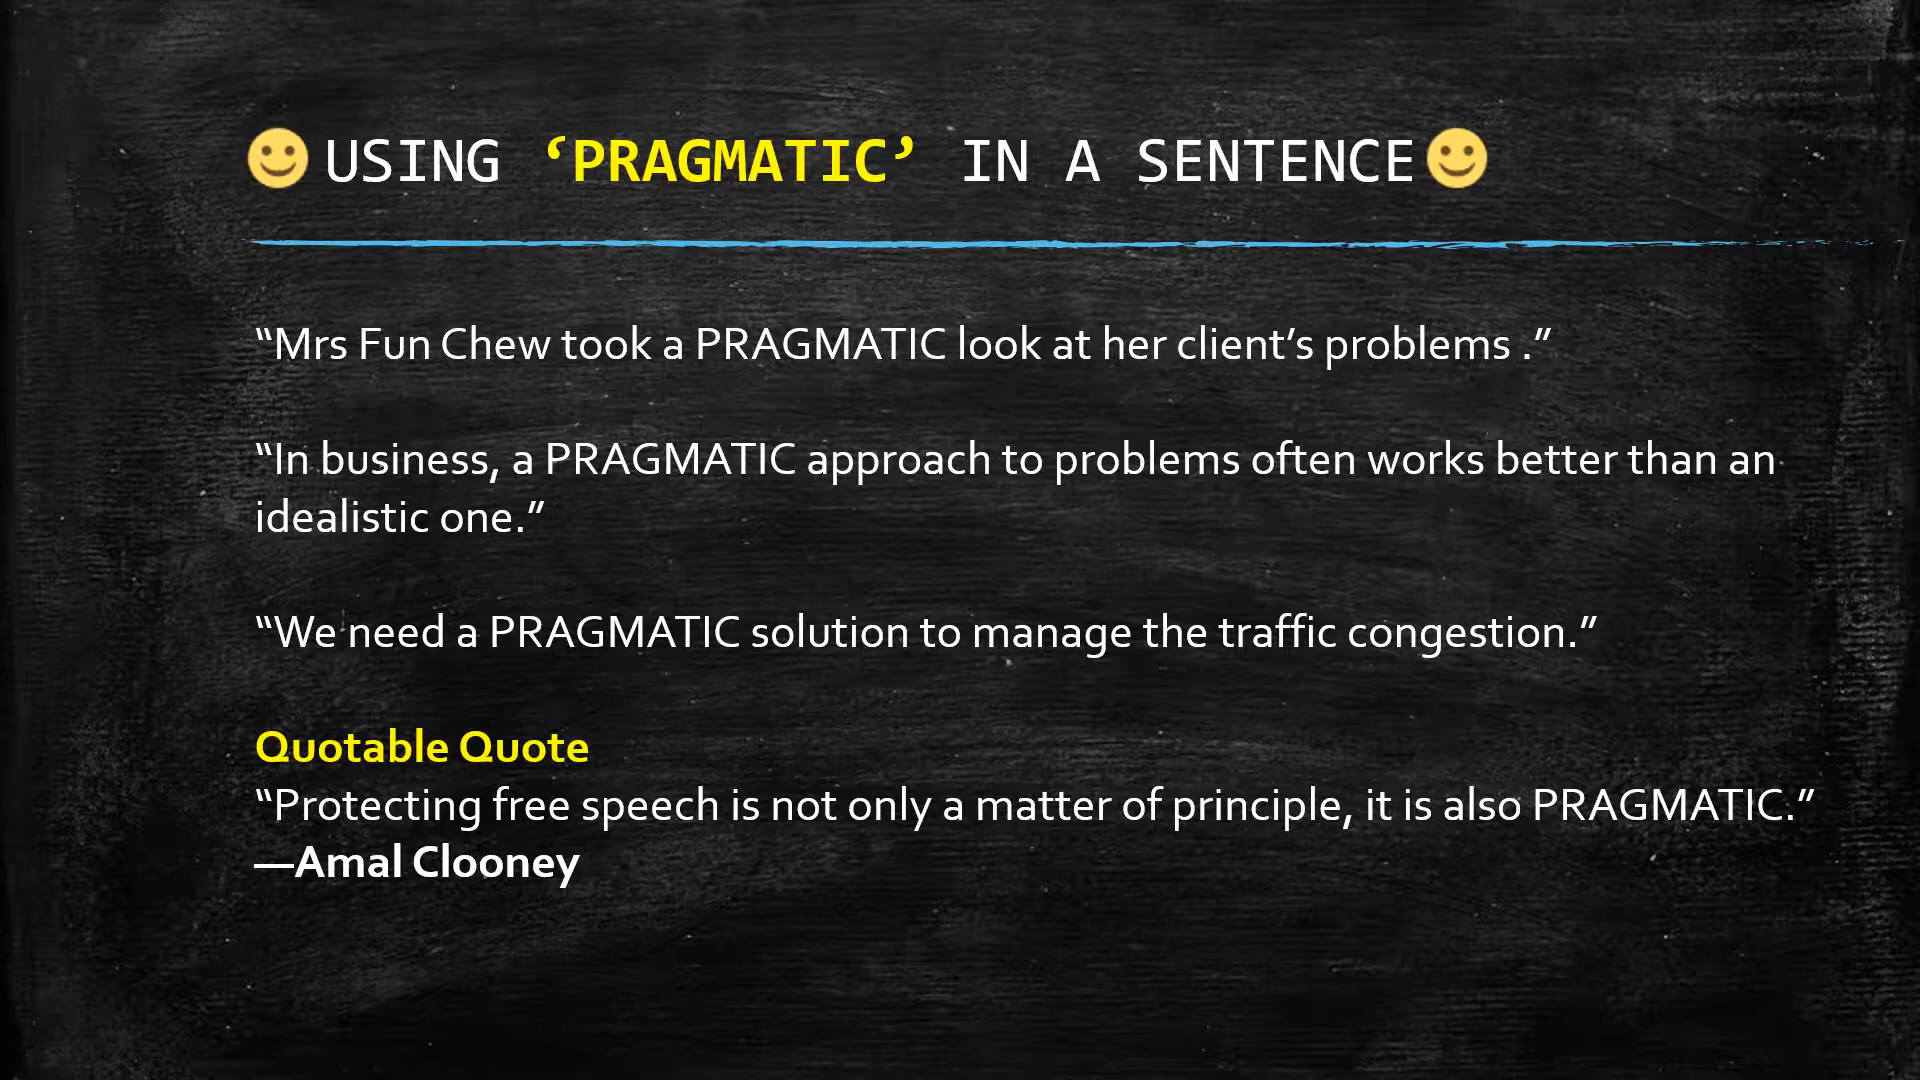 USING ‘PRAGMATIC’ IN A SENTENCE
“Mrs Fun Chew took a PRAGMATIC look at her client’s problems .”
“In business, a PRAGMATIC approach to problems often works better than an
idealistic one.”
“We need a PRAGMATIC solution to manage the traffic congestion.”
Quotable Quote
“Protecting free speech is not only a matter of principle, it is also PRAGMATIC.”
—Amal Clooney